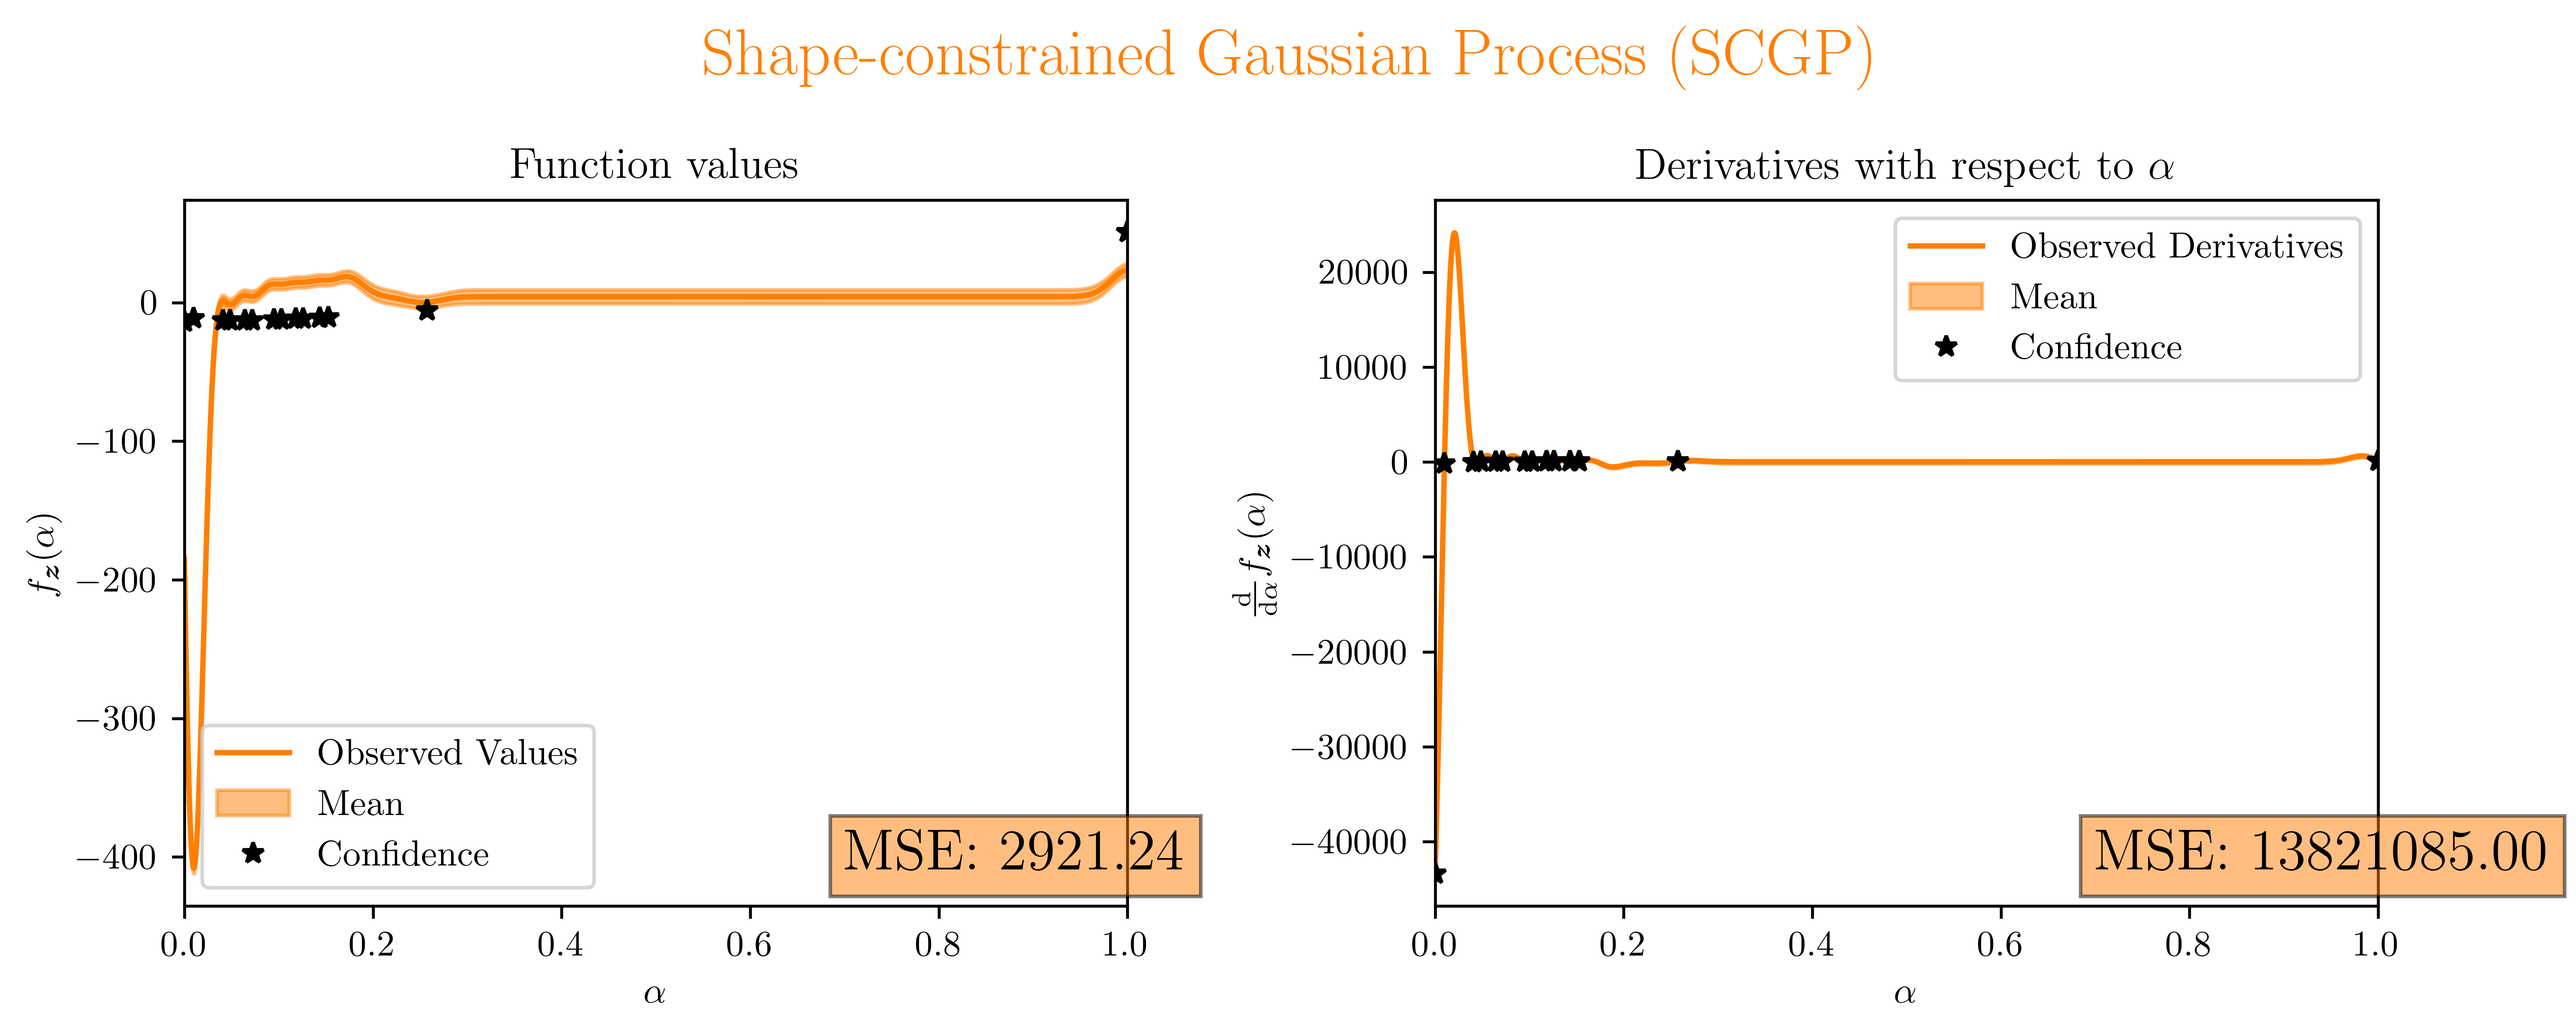 Shape-constrained Gaussian Process (SCGP)
Function values
f_z(α)
0
−100
−200
−300
−400
Observed Values
Mean
Confidence
MSE: 2921.24
0.0 0.2 0.4 0.6 0.8 1.0
α
Derivatives with respect to α
d/dα f_z(α)
20000
10000
0
−10000
−20000
−30000
−40000
Observed Derivatives
Mean
Confidence
MSE: 13821085.00
0.0 0.2 0.4 0.6 0.8 1.0
α